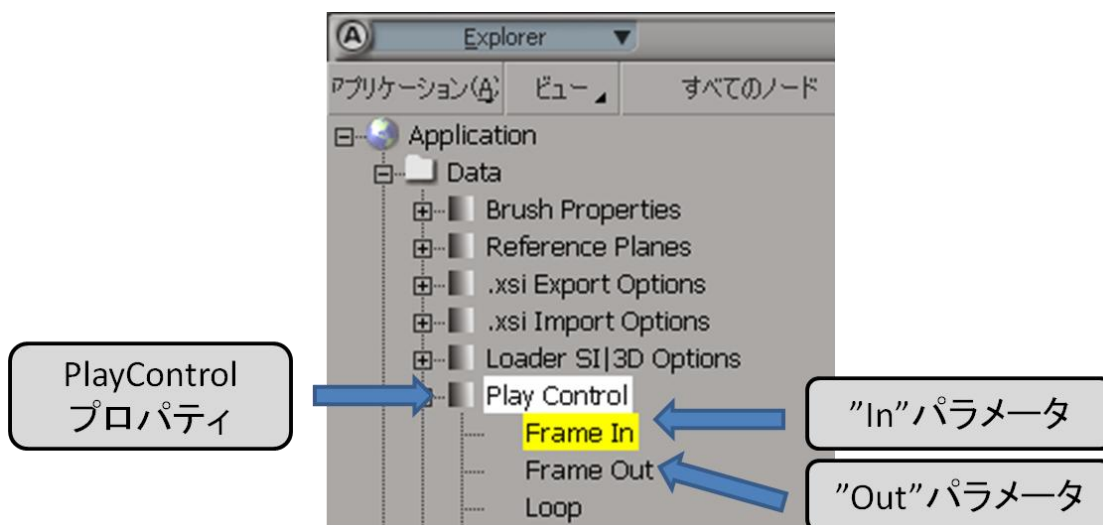 A
Explorer
アプリケーション(A)
ビュー
すべてのノード
Application
Data
Brush Properties
Reference Planes
.xsi Export Options
.xsi Import Options
Loader SI|3D Options
Play Control
Frame In
Frame Out
Loop
PlayControl
プロパティ
”In”パラメータ
”Out”パラメータ